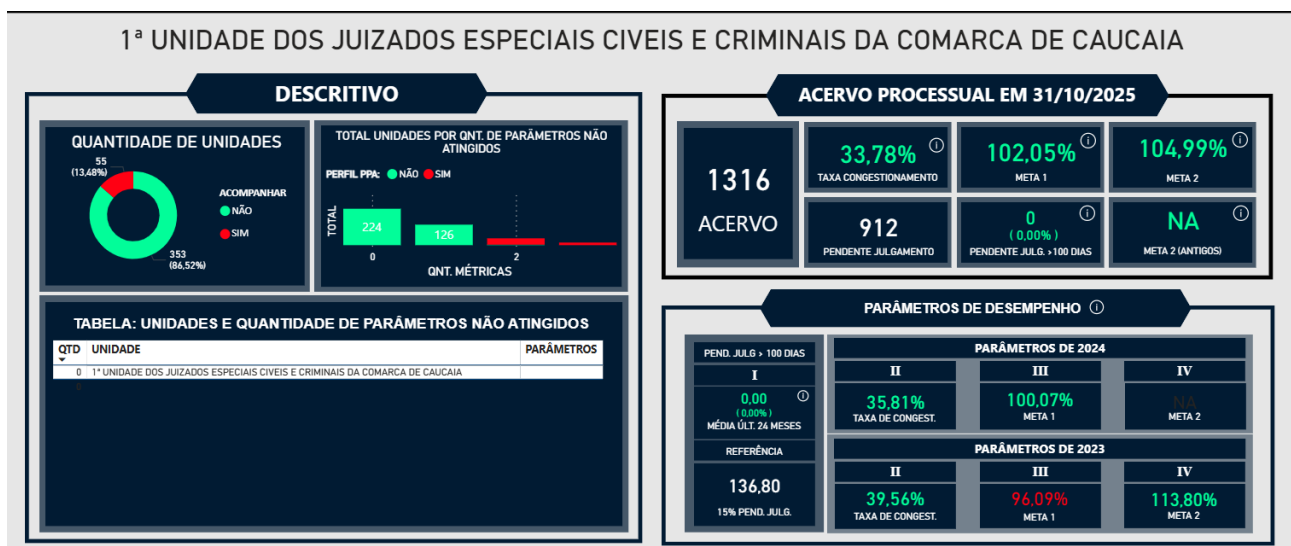 1ª UNIDADE DOS JUIZADOS ESPECIAIS CIVEIS E CRIMINAIS DA COMARCA DE CAUCAIA
DESCRITIVO
QUANTIDADE DE UNIDADES
55
(13,48%)
ACOMPANHAR
NÃO
SIM
353
(86,52%)
TOTAL UNIDADES POR QNT. DE PARÂMETROS NÃO
ATINGIDOS
PERFIL PPA: NÃO SIM
TOTAL
224
126
0 2
QNT. MÉTRICAS
TABELA: UNIDADES E QUANTIDADE DE PARÂMETROS NÃO ATINGIDOS
QTD UNIDADE PARÂMETROS
0 1ª UNIDADE DOS JUIZADOS ESPECIAIS CIVEIS E CRIMINAIS DA COMARCA DE CAUCAIA
0
ACERVO PROCESSUAL EM 31/10/2025
1316
ACERVO
33,78%
TAXA CONGESTIONAMENTO
102,05%
META 1
104,99%
META 2
912
PENDENTE JULGAMENTO
0
( 0,00% )
PENDENTE JULG. >100 DIAS
NA
META 2 (ANTIGOS)
PARÂMETROS DE DESEMPENHO
PEND. JULG > 100 DIAS
I
0,00
( 0,00% )
MÉDIA ÚLT. 24 MESES
REFERÊNCIA
136,80
15% PEND. JULG.
PARÂMETROS DE 2024
II III IV
35,81%
TAXA DE CONGEST.
100,07%
META 1
NA
META 2
PARÂMETROS DE 2023
II III IV
39,56%
TAXA DE CONGEST.
96,09%
META 1
113,80%
META 2